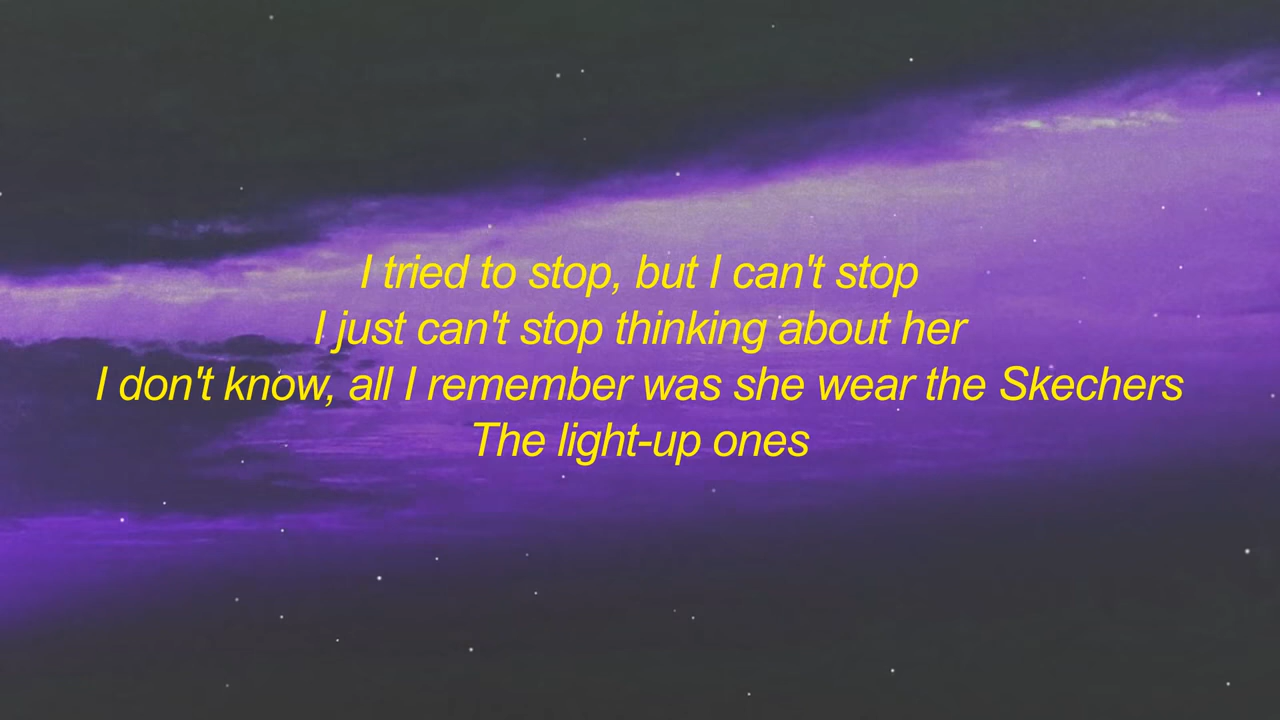 I tried to stop, but I can't stop
I just can't stop thinking about her
I don't know, all I remember was she wear the Skechers
The light-up ones